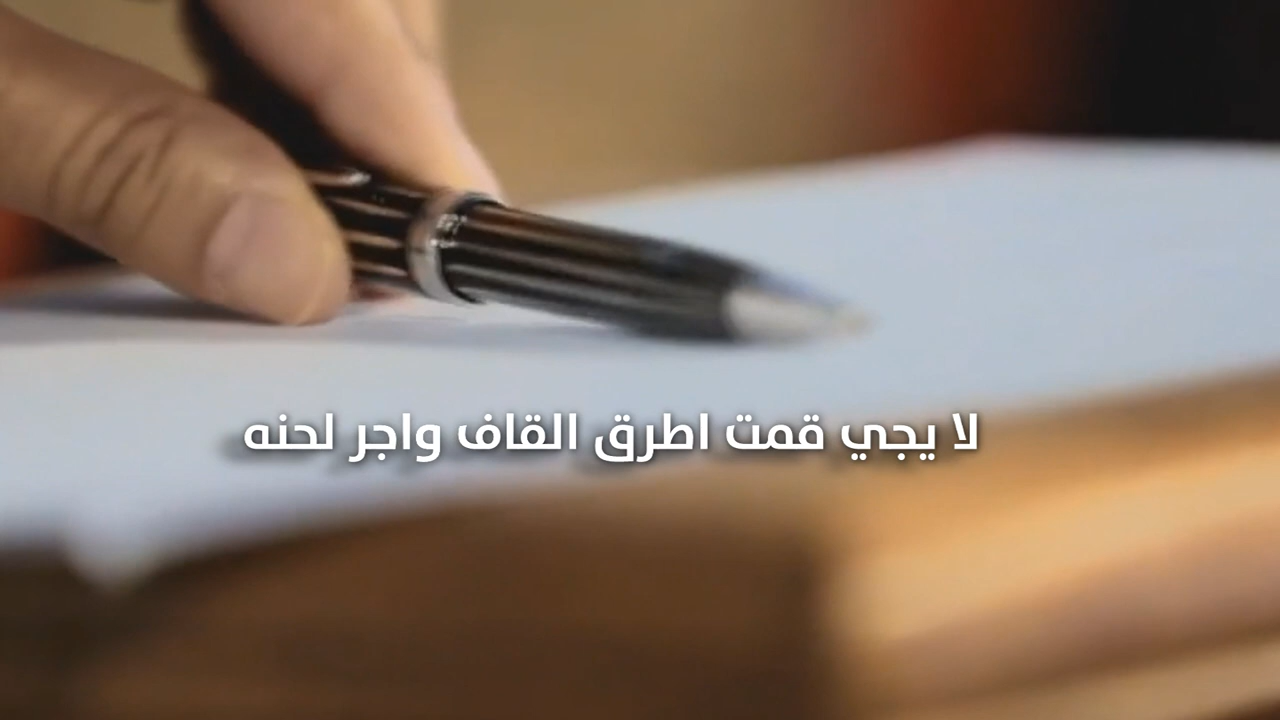 لا يجي قمت اطرق القاف واجر لحنه